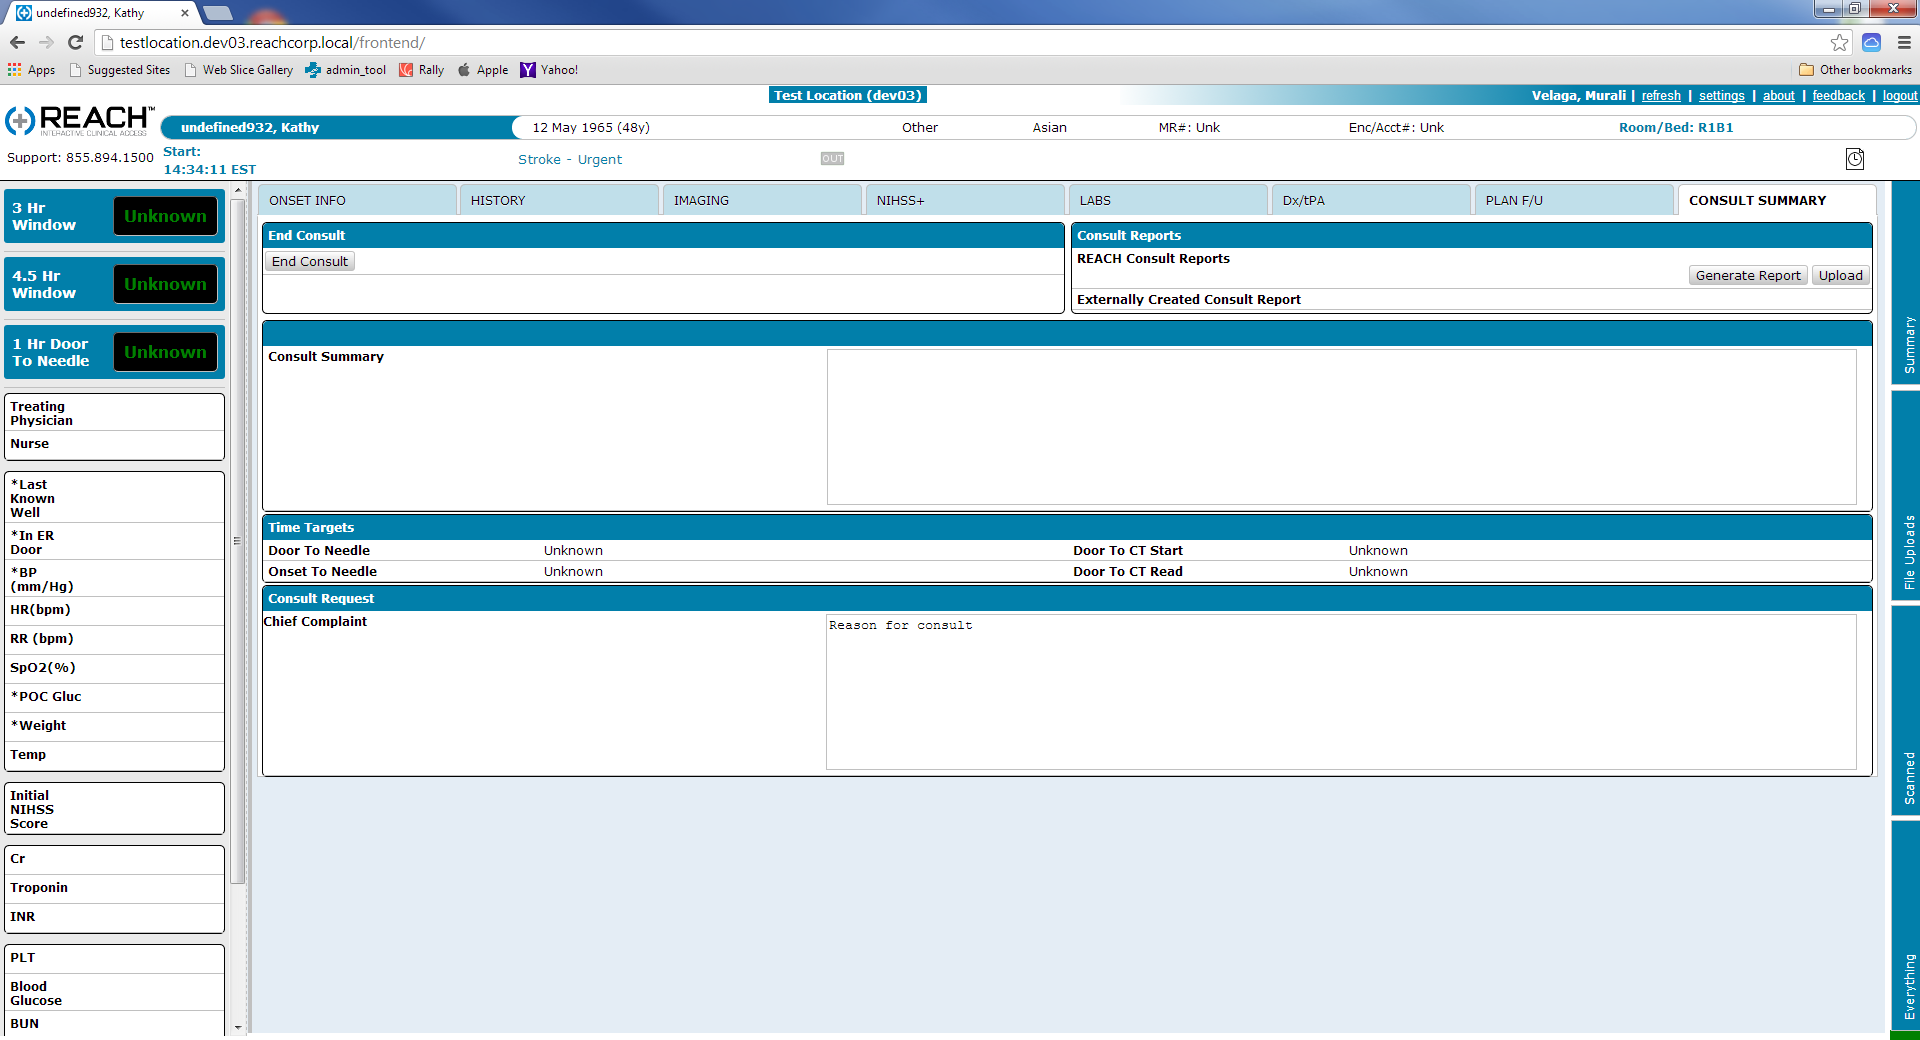 undefined932, Kathy
testlocation.dev03.reachcorp.local/frontend/
Apps Suggested Sites Web Slice Gallery admin_tool Rally Apple Yahoo! Other bookmarks
Test Location (dev03) Velaga, Murali | refresh | settings | about | feedback | logout
REACH™
INTERACTIVE CLINICAL ACCESS
undefined932, Kathy 12 May 1965 (48y) Other Asian MR#: Unk Enc/Acct#: Unk Room/Bed: R1B1
Support: 855.894.1500
Start:
14:34:11 EST
Stroke - Urgent OUT
3 Hr
Window
Unknown
4.5 Hr
Window
Unknown
1 Hr Door
To Needle
Unknown
Treating
Physician
Nurse
*Last
Known
Well
*In ER
Door
*BP
(mm/Hg)
HR(bpm)
RR (bpm)
SpO2(%)
*POC Gluc
*Weight
Temp
Initial
NIHSS
Score
Cr
Troponin
INR
PLT
Blood
Glucose
BUN
ONSET INFO HISTORY IMAGING NIHSS+ LABS Dx/tPA PLAN F/U CONSULT SUMMARY
End Consult
End Consult
Consult Reports
REACH Consult Reports
Generate Report Upload
Externally Created Consult Report
Consult Summary
Time Targets
Door To Needle Unknown Door To CT Start Unknown
Onset To Needle Unknown Door To CT Read Unknown
Consult Request
Chief Complaint
Reason for consult
Summary
File Uploads
Scanned
Everything